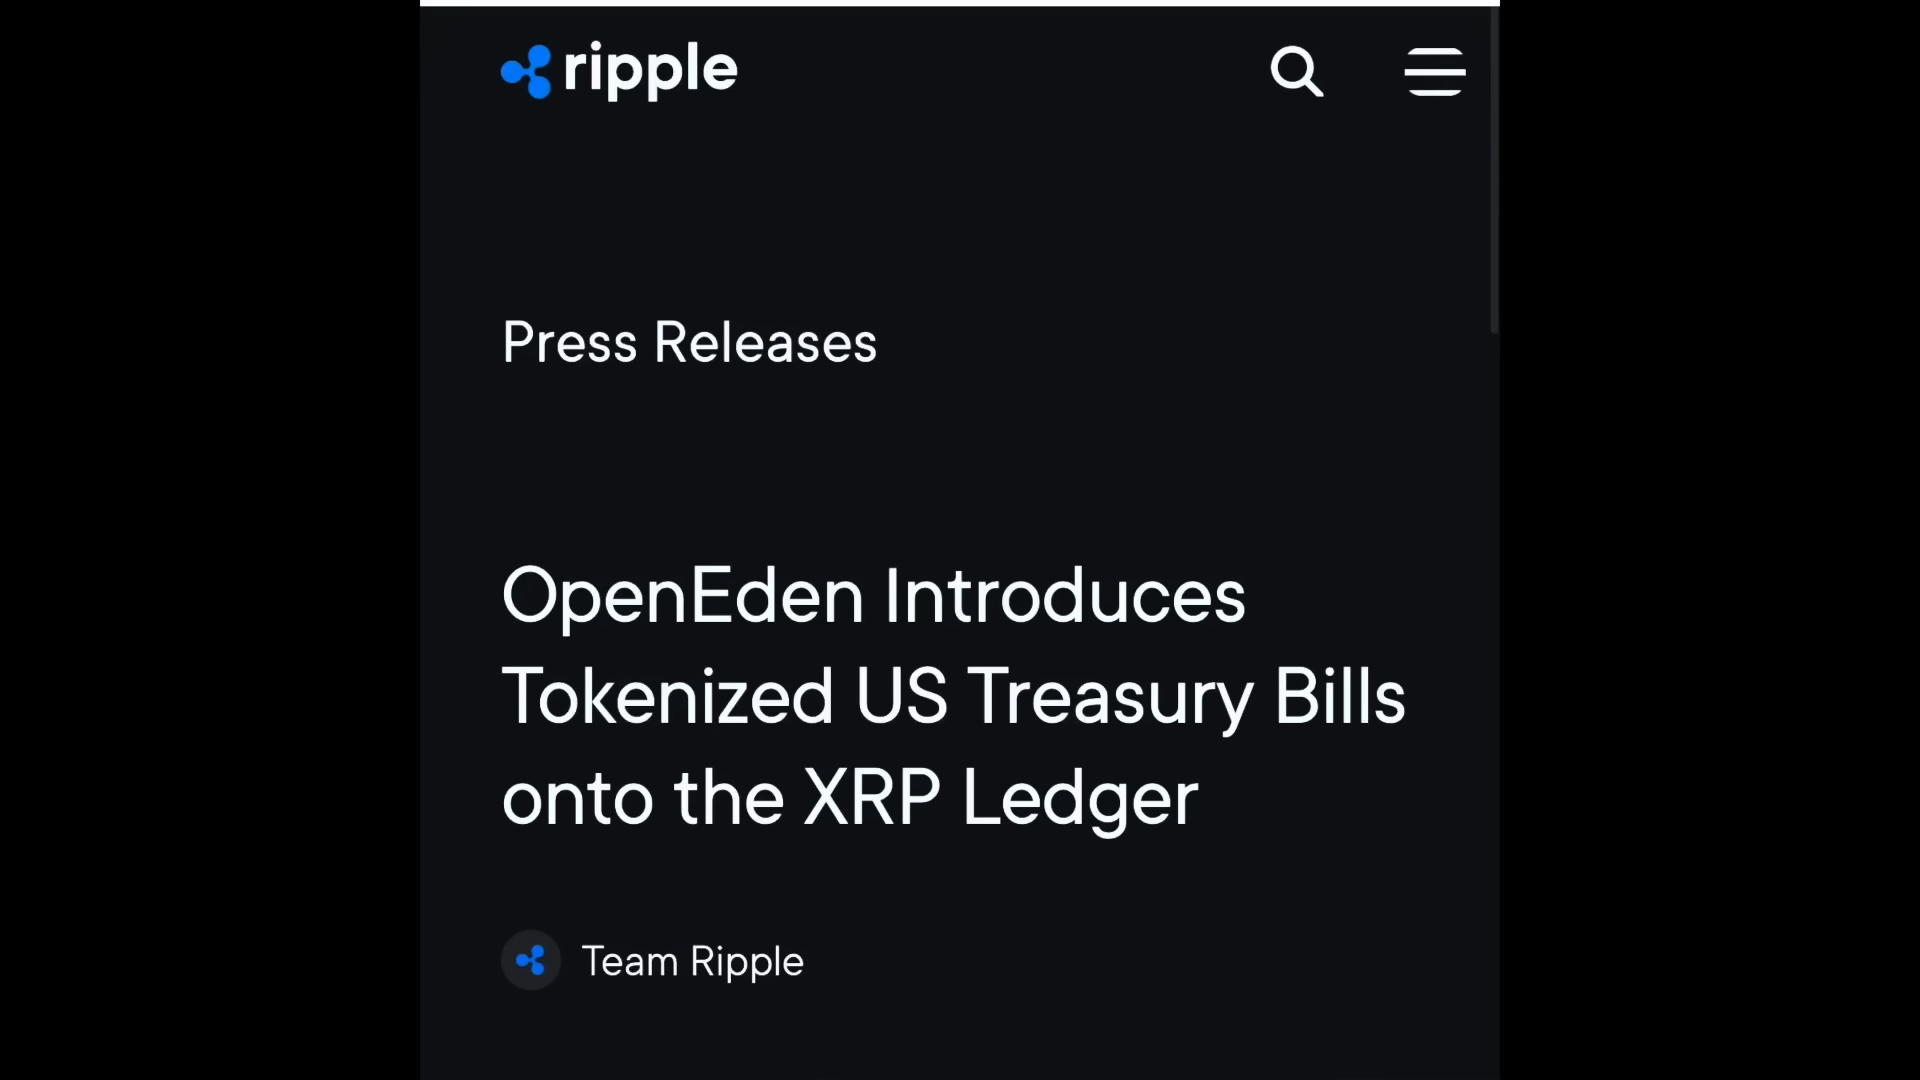 ripple
Press Releases
OpenEden Introduces
Tokenized US Treasury Bills
onto the XRP Ledger
Team Ripple